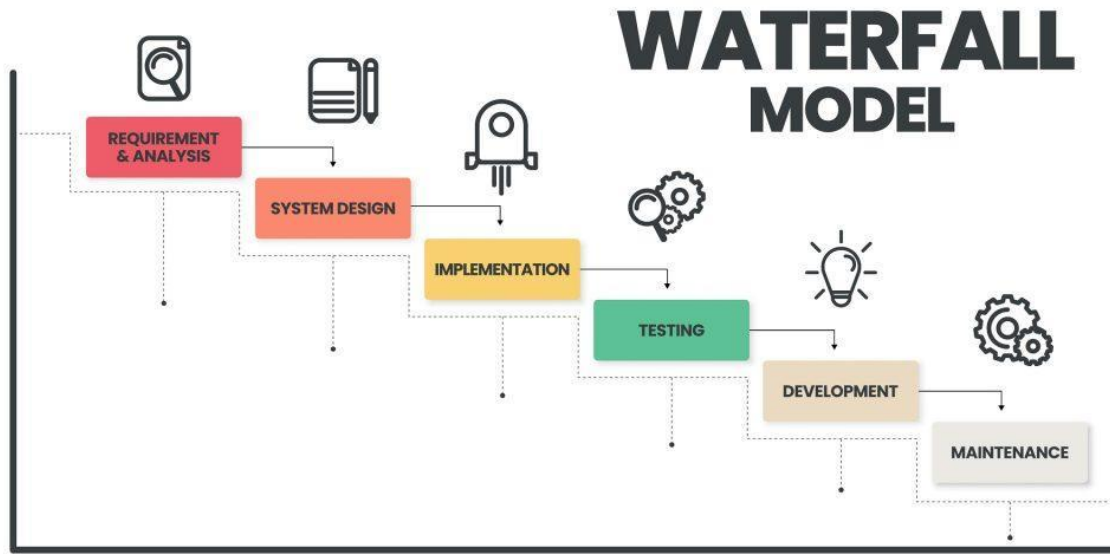 WATERFALL
MODEL
REQUIREMENT
& ANALYSIS
SYSTEM DESIGN
IMPLEMENTATION
TESTING
DEVELOPMENT
MAINTENANCE